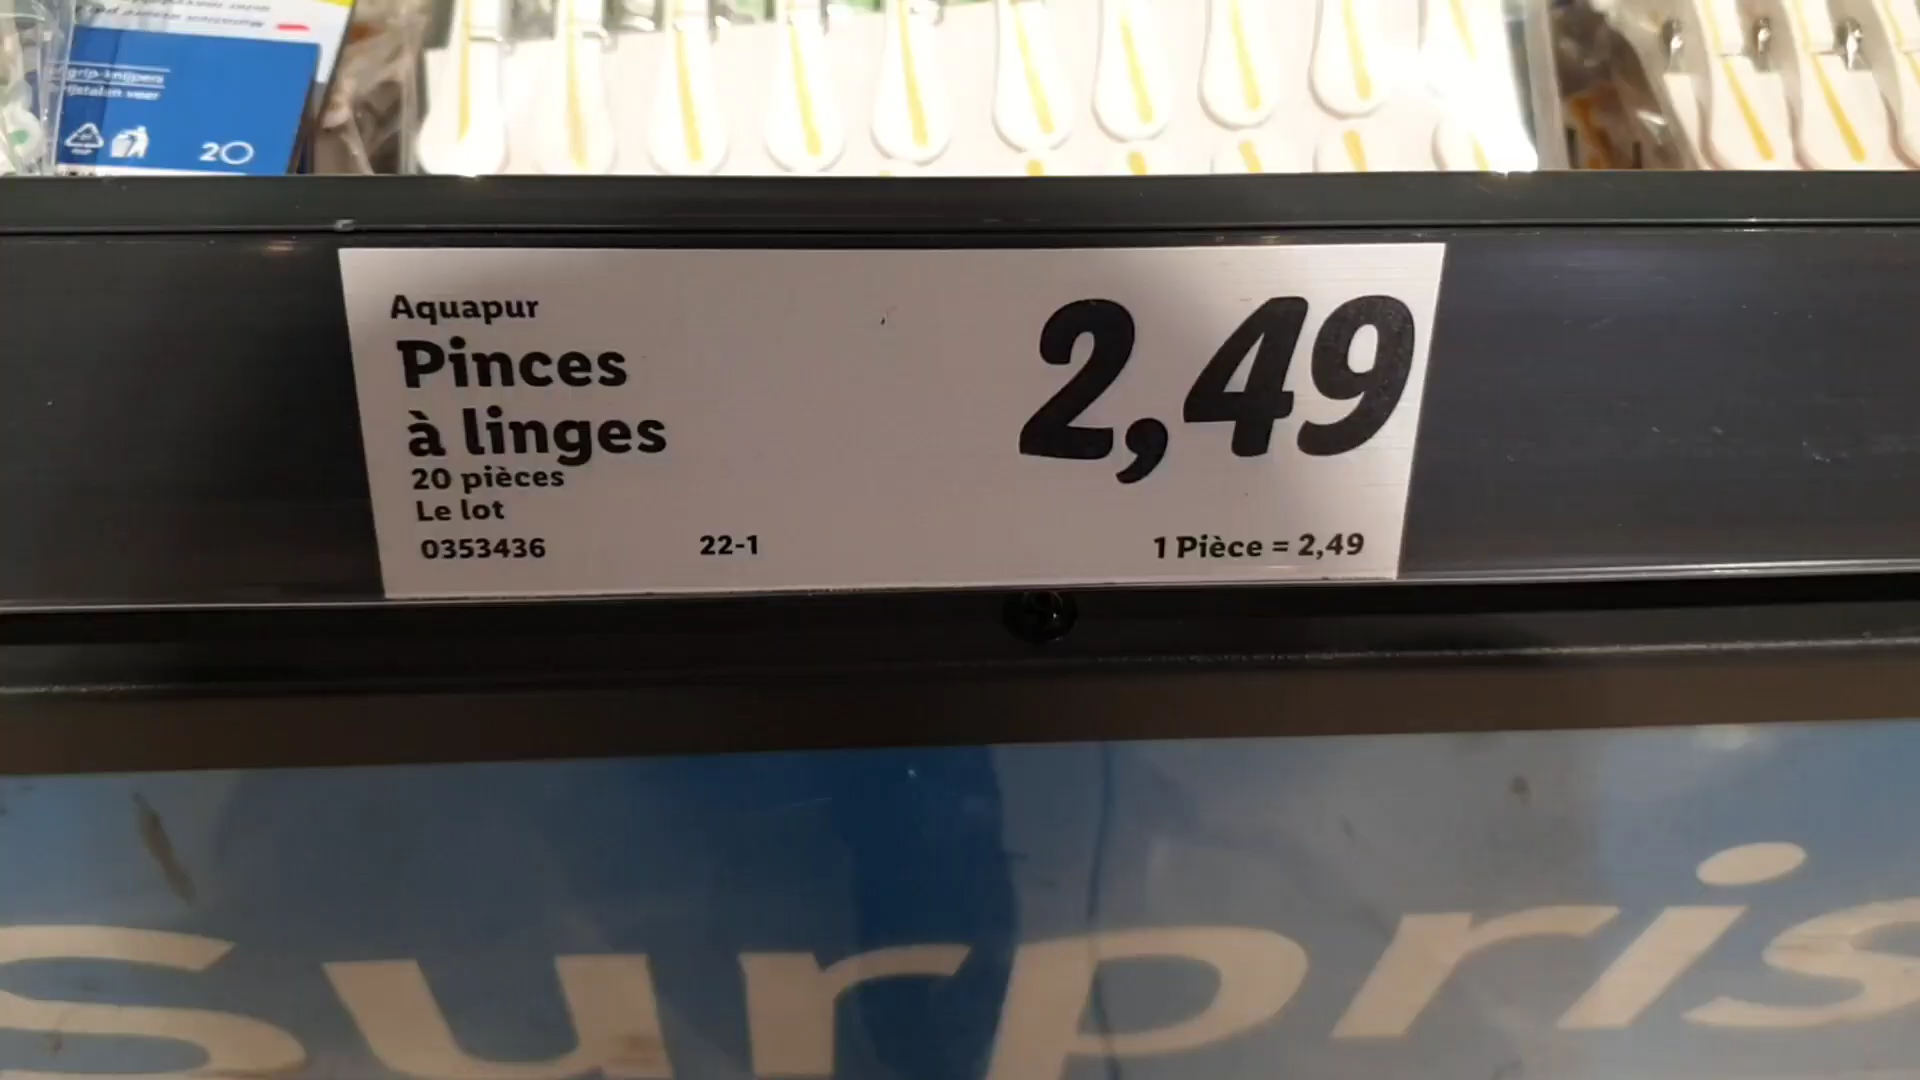 20
Aquapur
Pinces
à linges
20 pièces
Le lot
0353436
22-1
1 Pièce = 2,49
2,49
Surpris